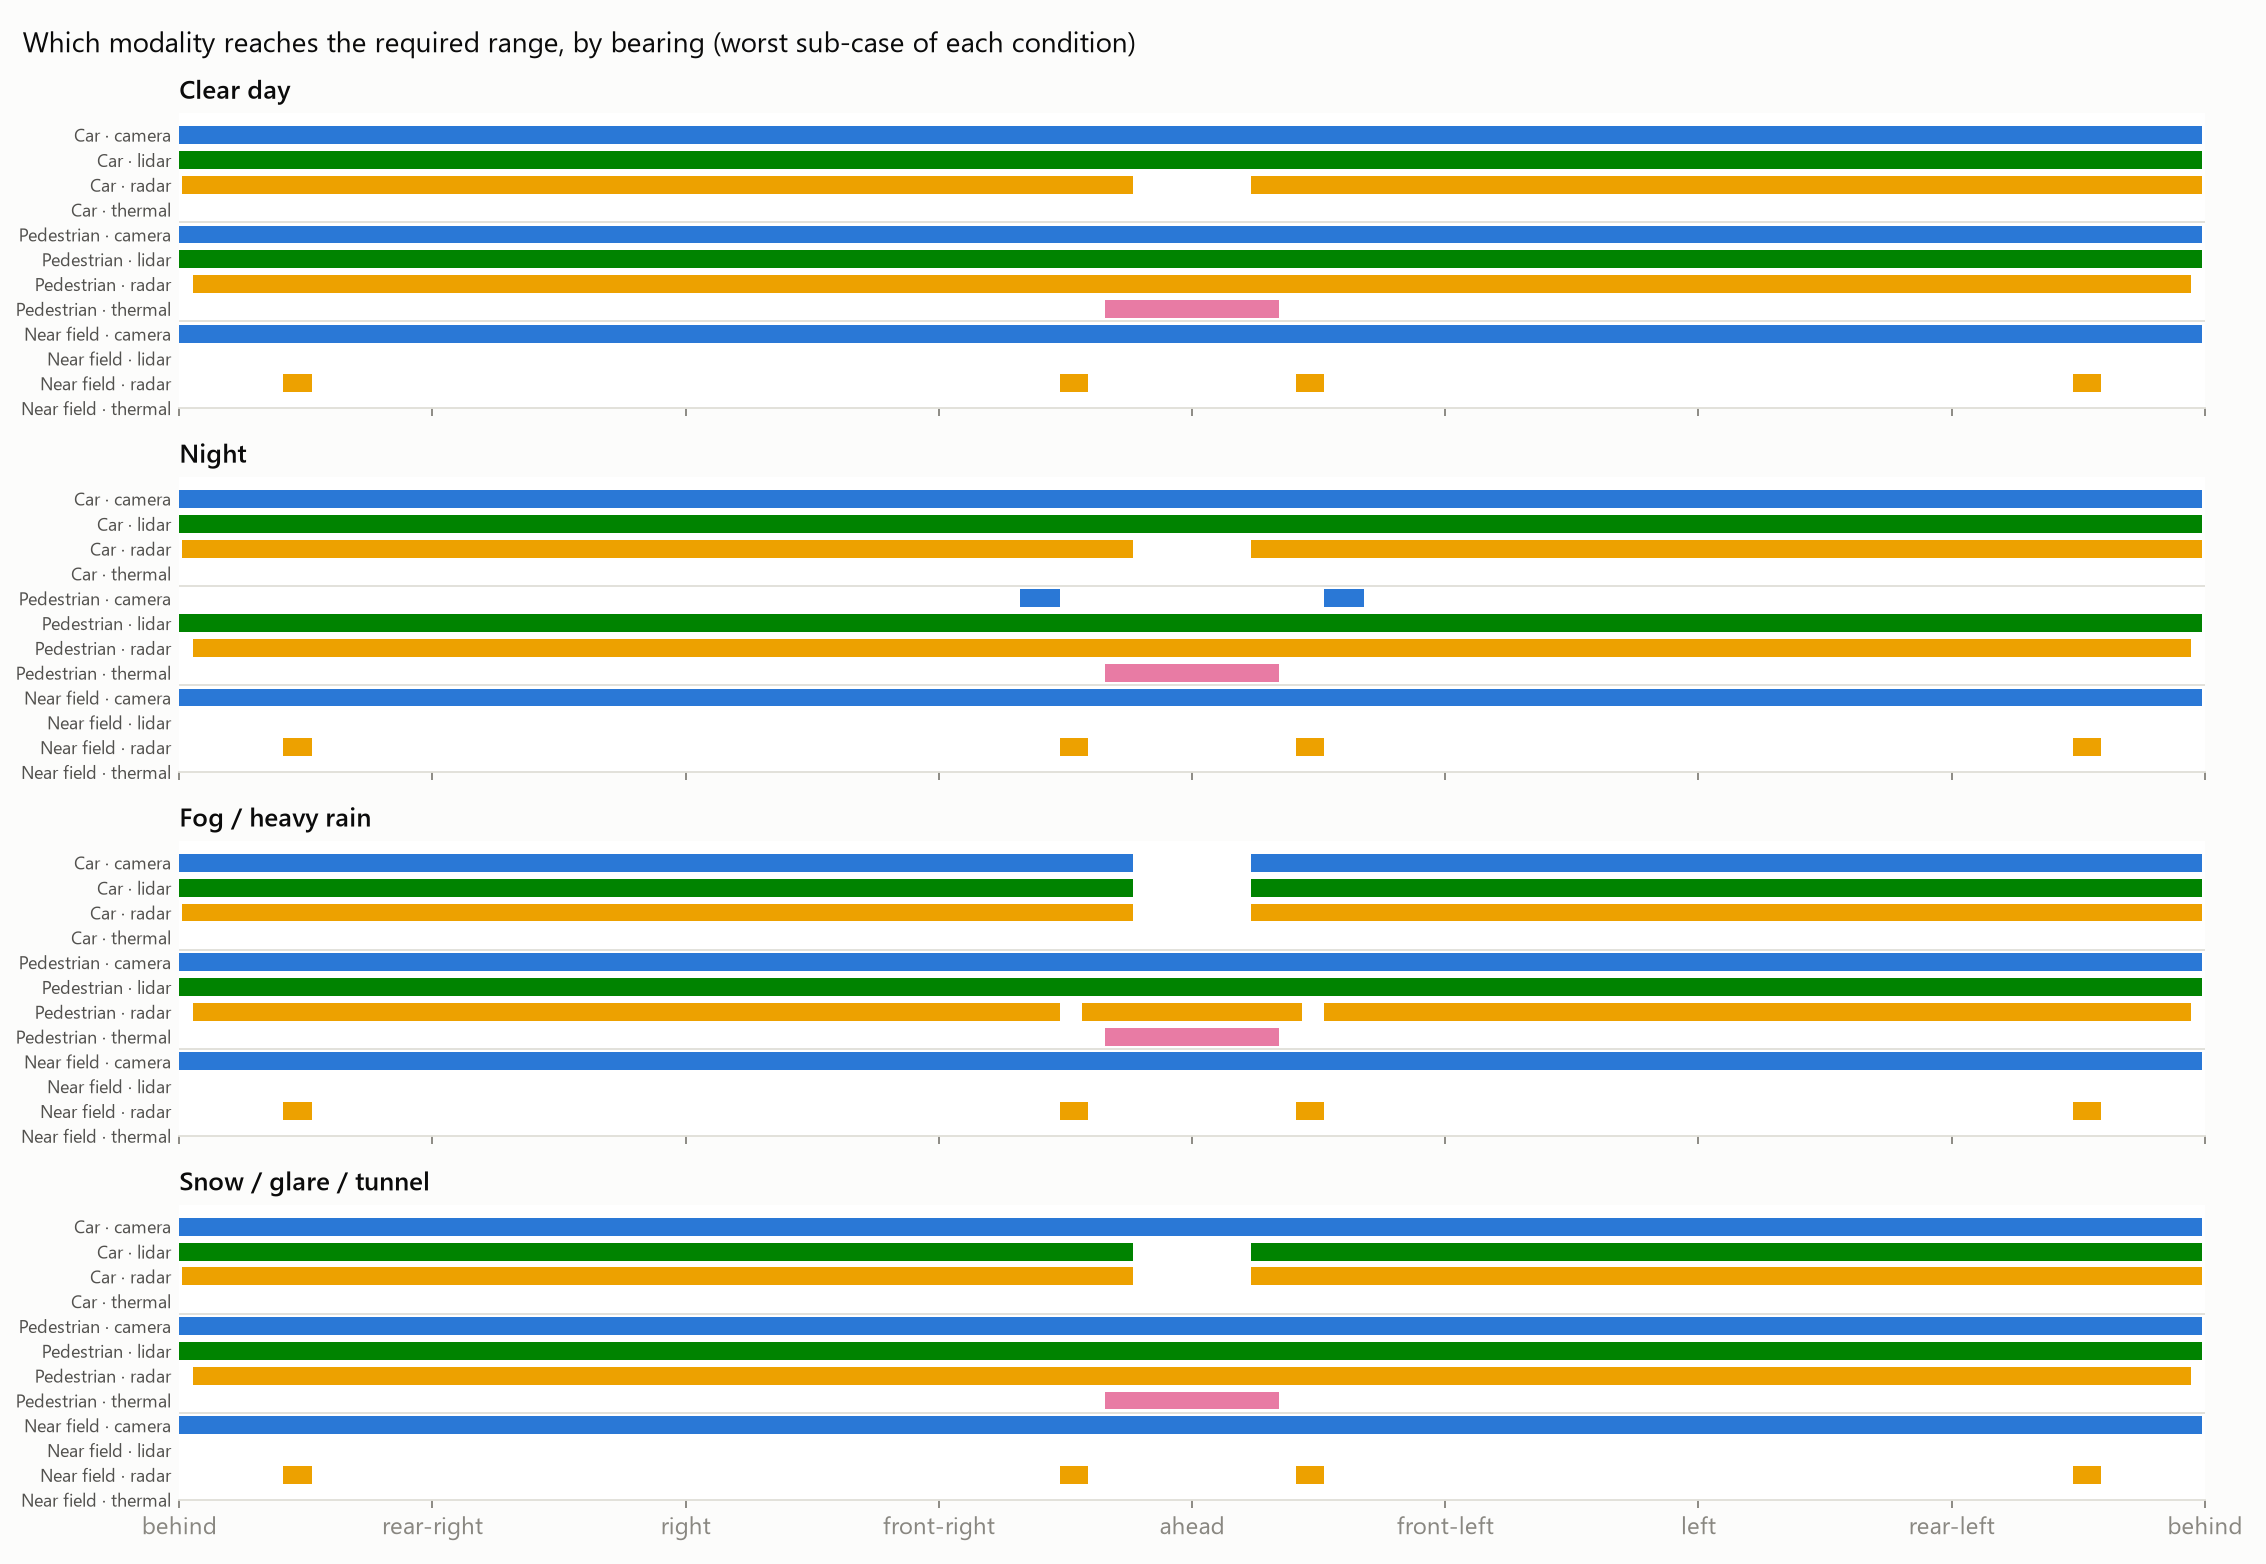 Which modality reaches the required range, by bearing (worst sub-case of each condition)
Clear day
Car · camera
Car · lidar
Car · radar
Car · thermal
Pedestrian · camera
Pedestrian · lidar
Pedestrian · radar
Pedestrian · thermal
Near field · camera
Near field · lidar
Near field · radar
Near field · thermal
Night
Car · camera
Car · lidar
Car · radar
Car · thermal
Pedestrian · camera
Pedestrian · lidar
Pedestrian · radar
Pedestrian · thermal
Near field · camera
Near field · lidar
Near field · radar
Near field · thermal
Fog / heavy rain
Car · camera
Car · lidar
Car · radar
Car · thermal
Pedestrian · camera
Pedestrian · lidar
Pedestrian · radar
Pedestrian · thermal
Near field · camera
Near field · lidar
Near field · radar
Near field · thermal
Snow / glare / tunnel
Car · camera
Car · lidar
Car · radar
Car · thermal
Pedestrian · camera
Pedestrian · lidar
Pedestrian · radar
Pedestrian · thermal
Near field · camera
Near field · lidar
Near field · radar
Near field · thermal
behind rear-right right front-right ahead front-left left rear-left behind